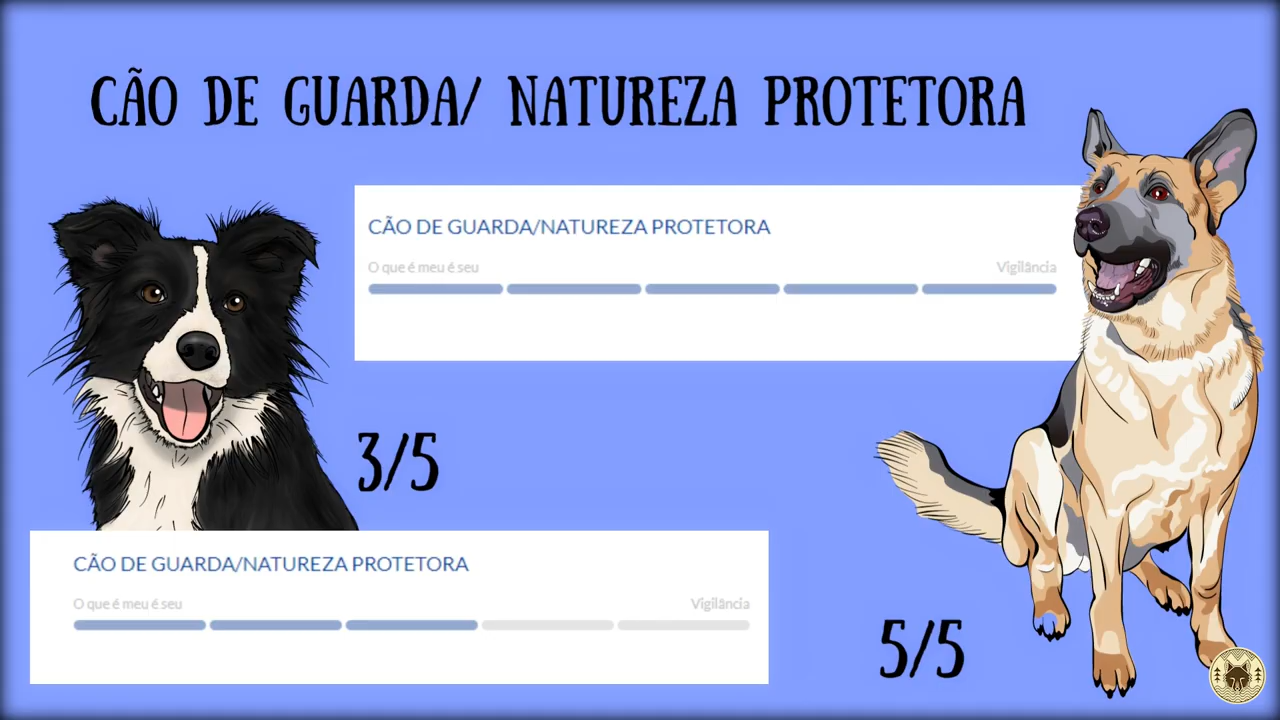 CÃO DE GUARDA/ NATUREZA PROTETORA
CÃO DE GUARDA/NATUREZA PROTETORA
O que é meu é seu
Vigilância
3/5
CÃO DE GUARDA/NATUREZA PROTETORA
O que é meu é seu
Vigilância
5/5